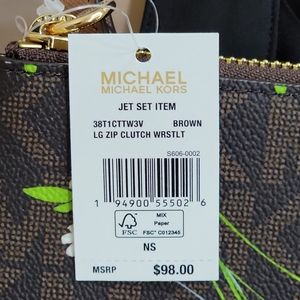 MICHAEL
MICHAEL KORS
JET SET ITEM
38T1CTTW3V BROWN
LG ZIP CLUTCH WRSTLT
S606-0002
1 94900 55502 6
FSC
MIX
Paper
FSC® C012345
NS
MSRP $98.00